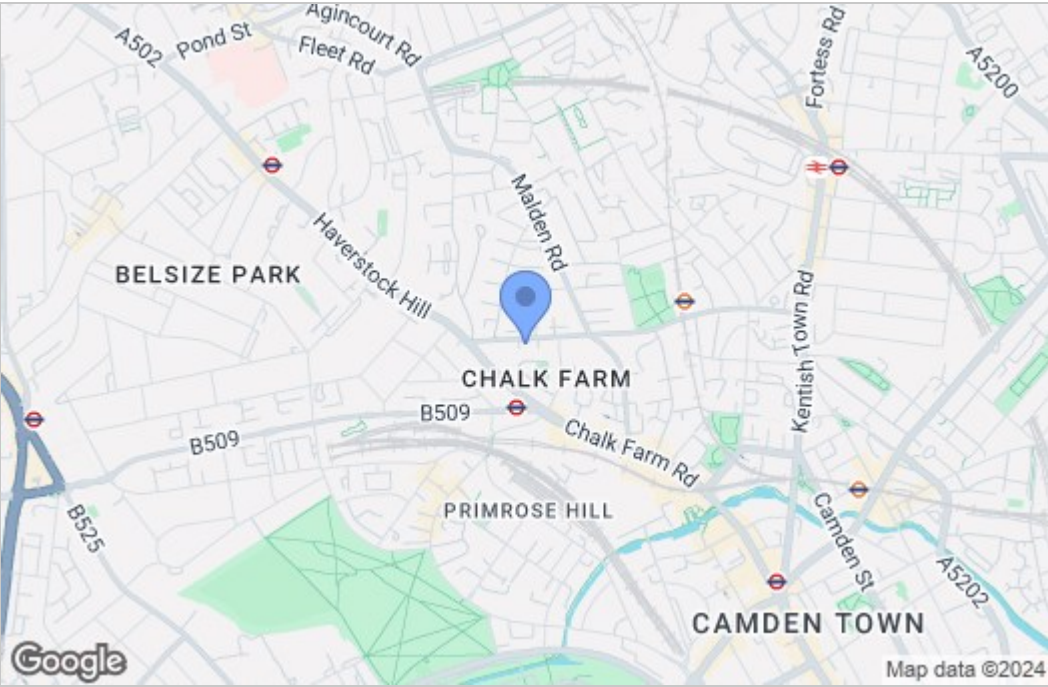 Agincourt Rd
Fortess Rd
A502
Pond St
Fleet Rd
A5200
Malden Rd
Haverstock Hill
BELSIZE PARK
Kentish Town Rd
CHALK FARM
B509
B509
Chalk Farm Rd
PRIMROSE HILL
Camden St
B525
A5202
CAMDEN TOWN
Google
Map data ©2024